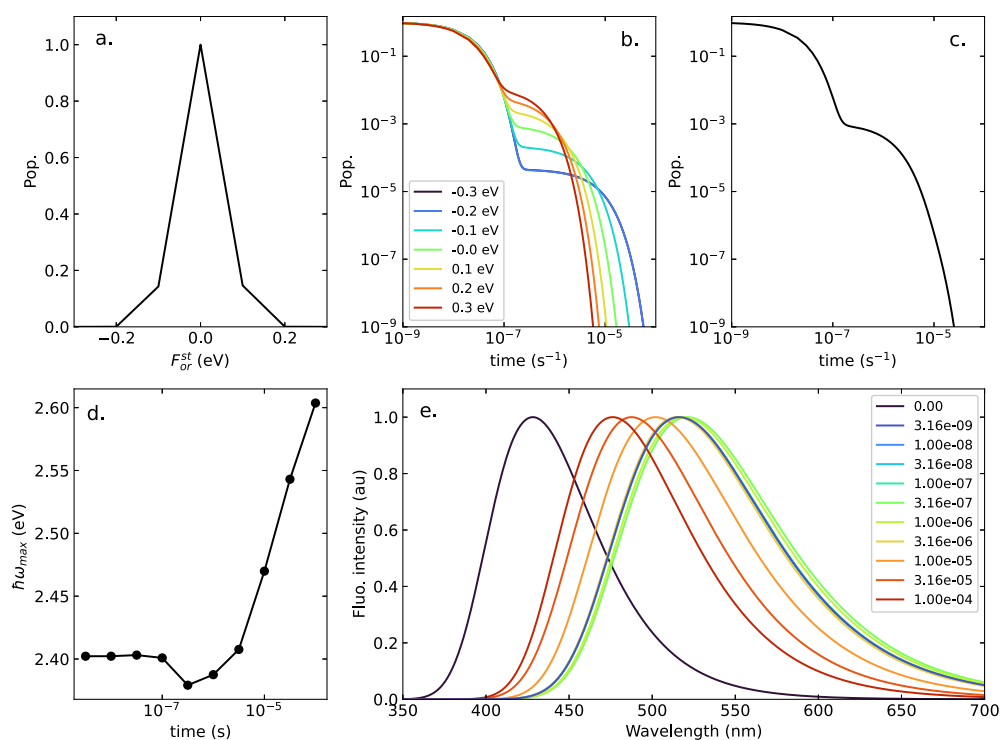 a.
Pop.
1.0
0.8
0.6
0.4
0.2
0.0
−0.2 0.0 0.2
F_{or}^{st} (eV)
b.
Pop.
10^{-1}
10^{-3}
10^{-5}
10^{-7}
10^{-9}
-0.3 eV
-0.2 eV
-0.1 eV
-0.0 eV
0.1 eV
0.2 eV
0.3 eV
10^{-9} 10^{-7} 10^{-5}
time (s^{-1})
c.
Pop.
10^{-1}
10^{-3}
10^{-5}
10^{-7}
10^{-9}
10^{-9} 10^{-7} 10^{-5}
time (s^{-1})
d.
ℏω_{max} (eV)
2.60
2.55
2.50
2.45
2.40
10^{-7} 10^{-5}
time (s)
e.
Fluo. intensity (au)
1.0
0.8
0.6
0.4
0.2
0.0
0.00
3.16e-09
1.00e-08
3.16e-08
1.00e-07
3.16e-07
1.00e-06
3.16e-06
1.00e-05
3.16e-05
1.00e-04
350 400 450 500 550 600 650 700
Wavelength (nm)